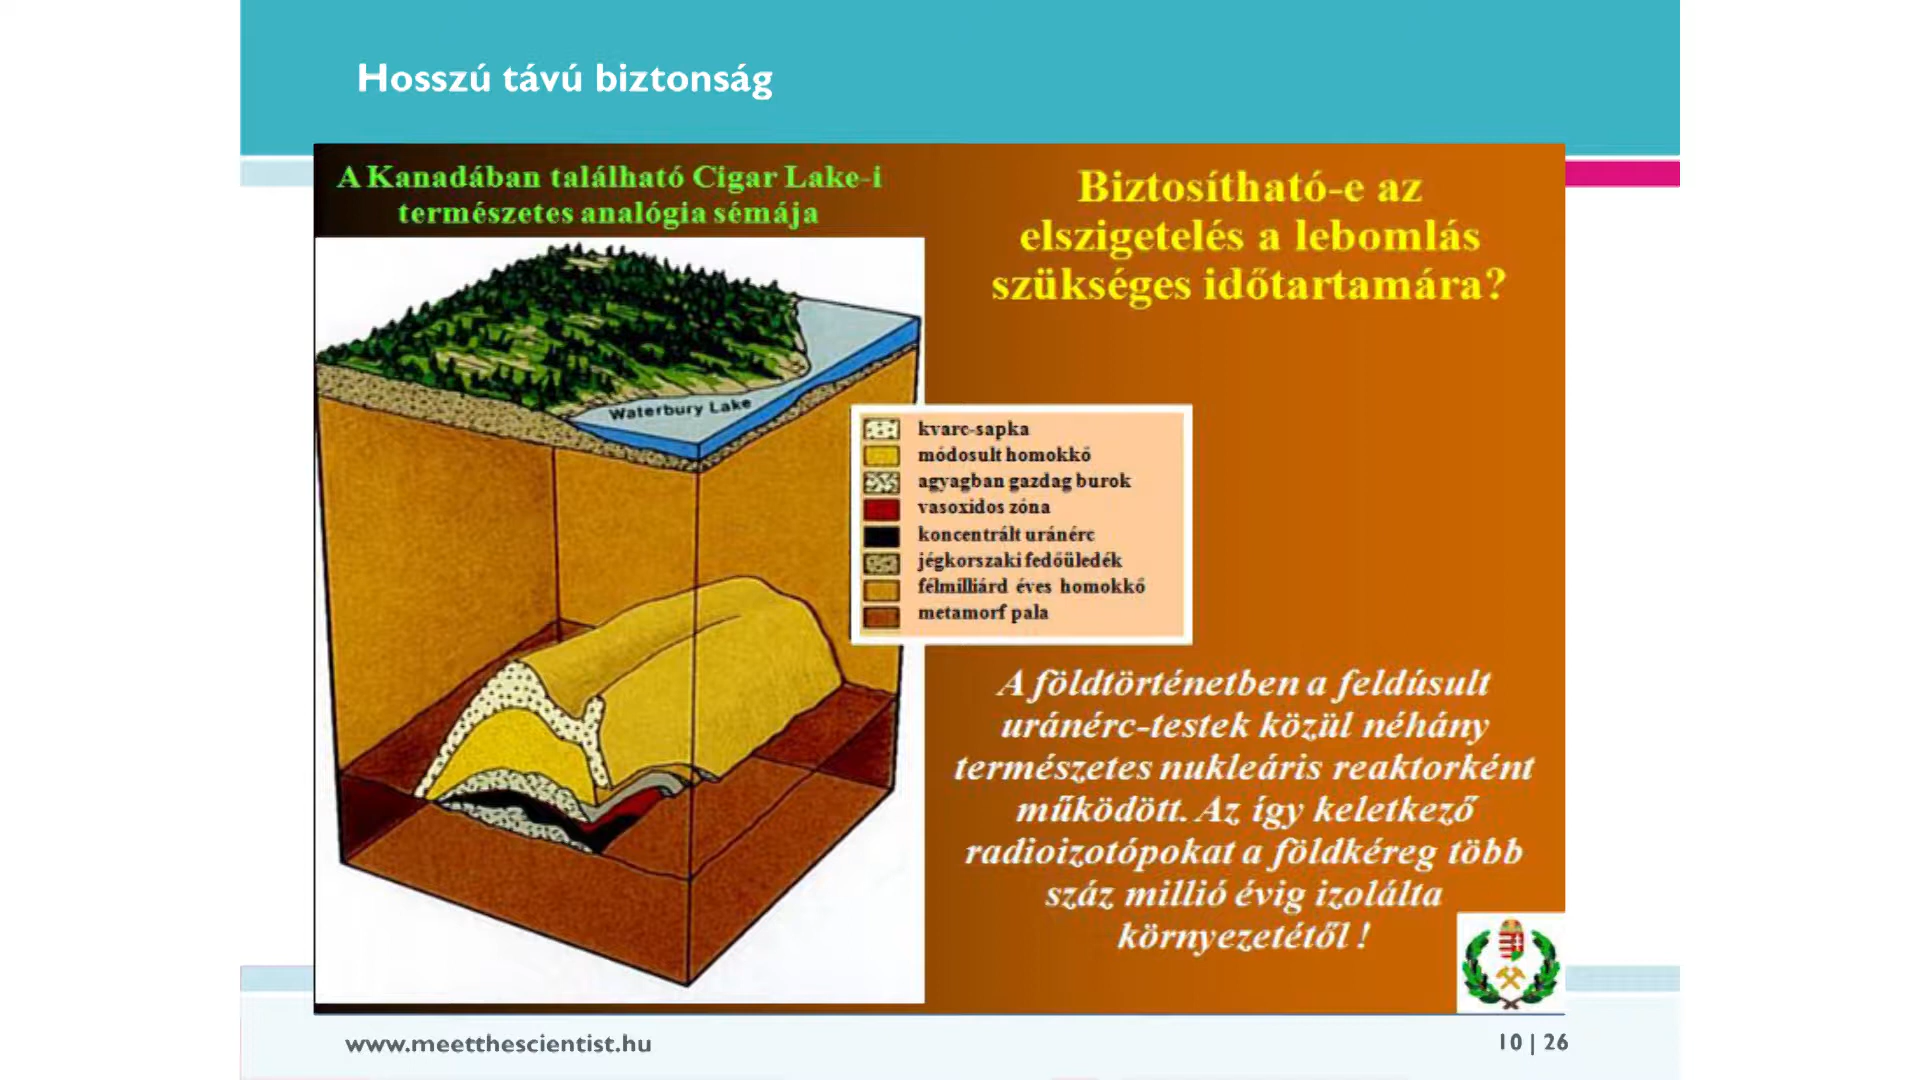 Hosszú távú biztonság
A Kanadában található Cigar Lake-i
természetes analógia sémája
Biztosítható-e az
elszigetelés a lebomlás
szükséges időtartamára?
Waterbury Lake
kvarc-sapka
módosult homokkő
agyagban gazdag burok
vasoxidos zóna
koncentrált uránérc
jégkorszaki fedőüledék
félmilliárd éves homokkő
metamorf pala
A földtörténetben a feldúsult
uránérc-testek közül néhány
természetes nukleáris reaktorként
működött. Az így keletkező
radioizotópokat a földkéreg több
száz millió évig izolálta
környezetétől !
www.meetthescientist.hu
10 | 26